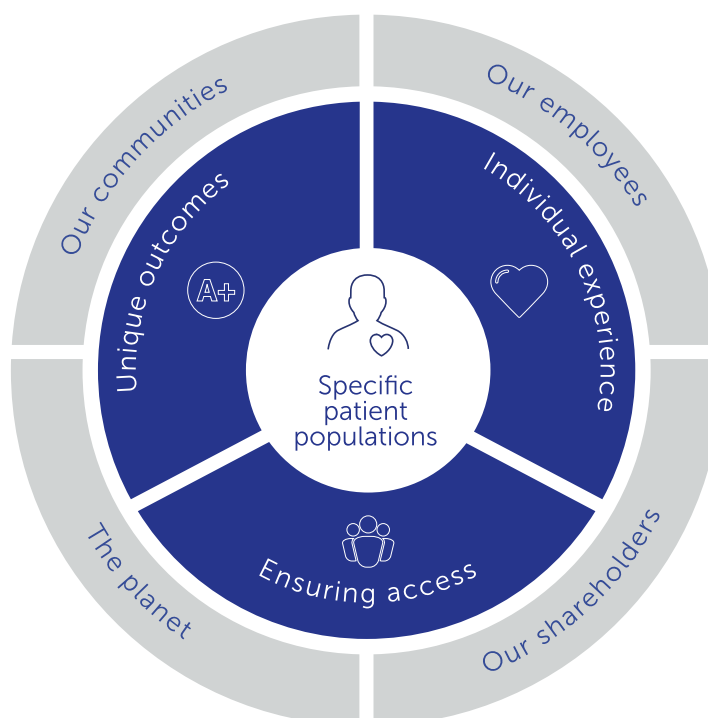 Our communities
Our employees
Unique outcomes
Individual experience
A+
Specific
patient
populations
Ensuring access
The planet
Our shareholders